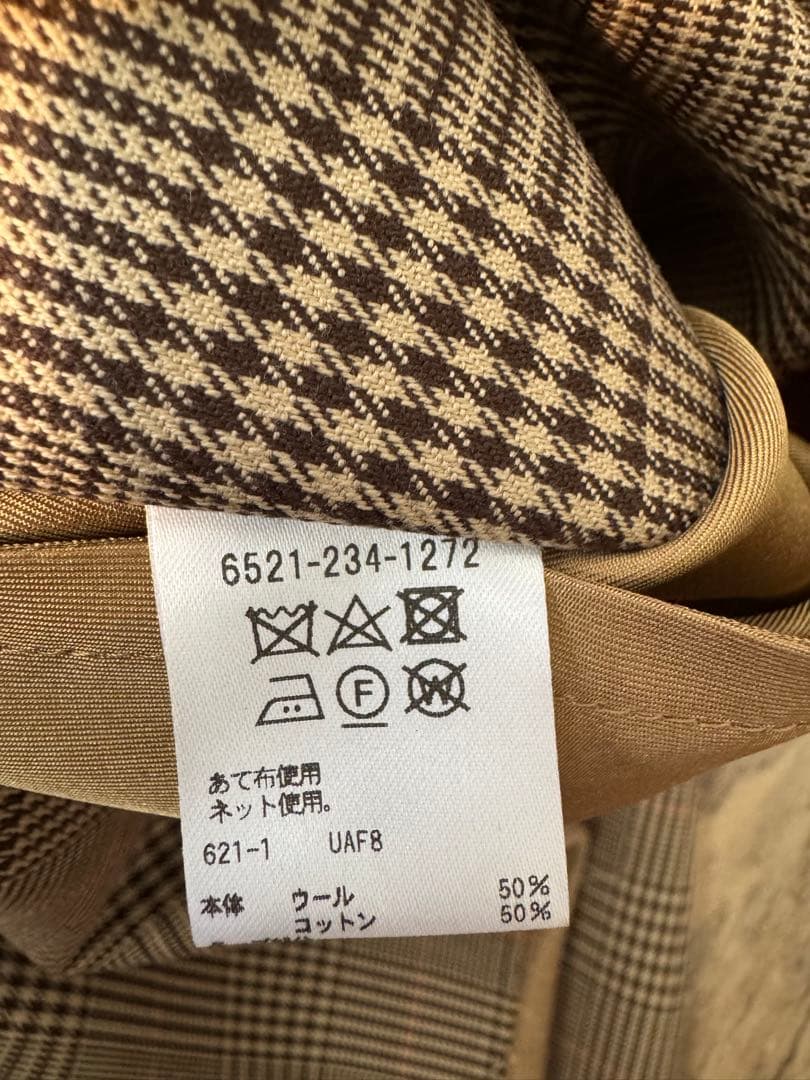 6521-234-1272
F W
あて布使用
ネット使用。
621-1 UAF8
本体 ウール 50%
コットン 50%